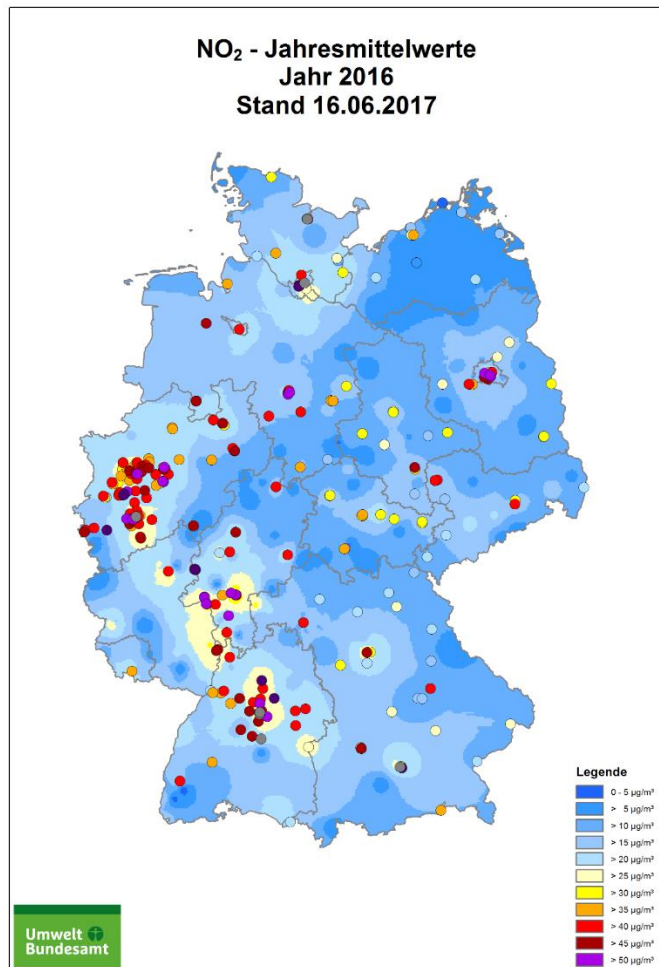 NO₂ - Jahresmittelwerte
Jahr 2016
Stand 16.06.2017
Legende
0 - 5 µg/m³
> 5 µg/m³
> 10 µg/m³
> 15 µg/m³
> 20 µg/m³
> 25 µg/m³
> 30 µg/m³
> 35 µg/m³
> 40 µg/m³
> 45 µg/m³
> 50 µg/m³
Umwelt
Bundesamt